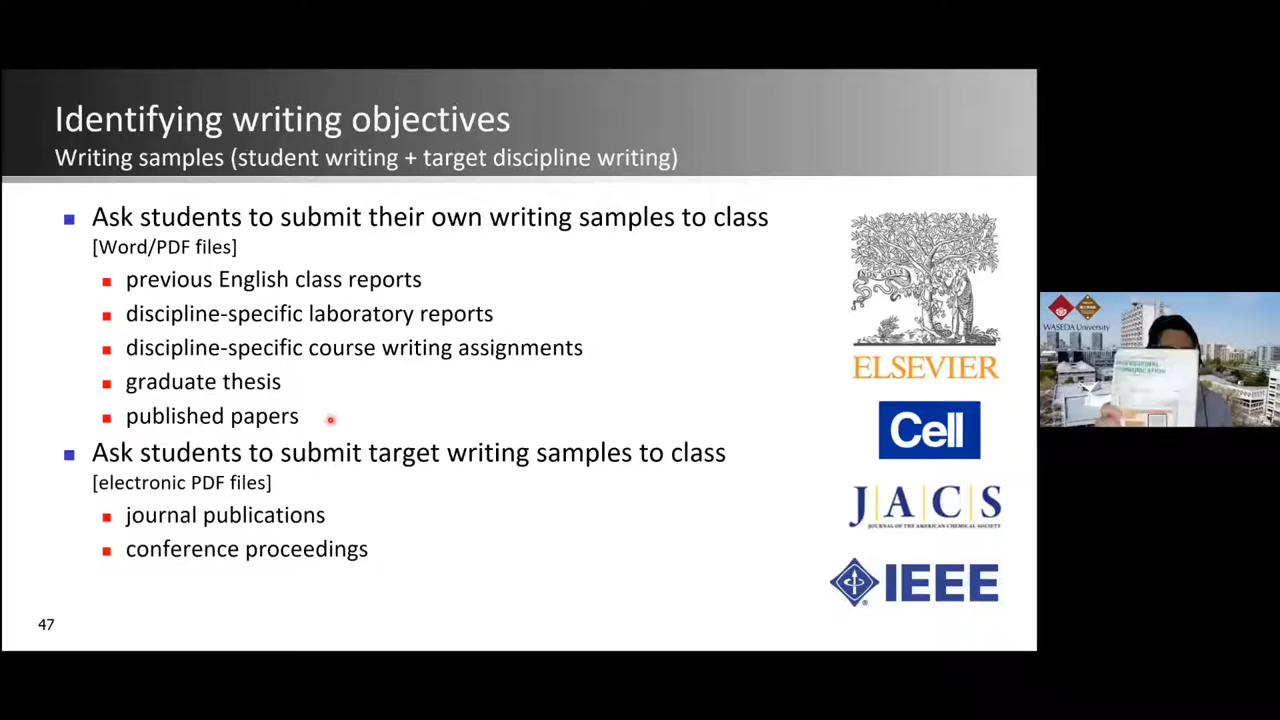 Identifying writing objectives
Writing samples (student writing + target discipline writing)
Ask students to submit their own writing samples to class
[Word/PDF files]
previous English class reports
discipline-specific laboratory reports
discipline-specific course writing assignments
graduate thesis
published papers
Ask students to submit target writing samples to class
[electronic PDF files]
journal publications
conference proceedings
47
NON SOLUS
ELSEVIER
Cell
JACS
JOURNAL OF THE AMERICAN CHEMICAL SOCIETY
IEEE
WASEDA University